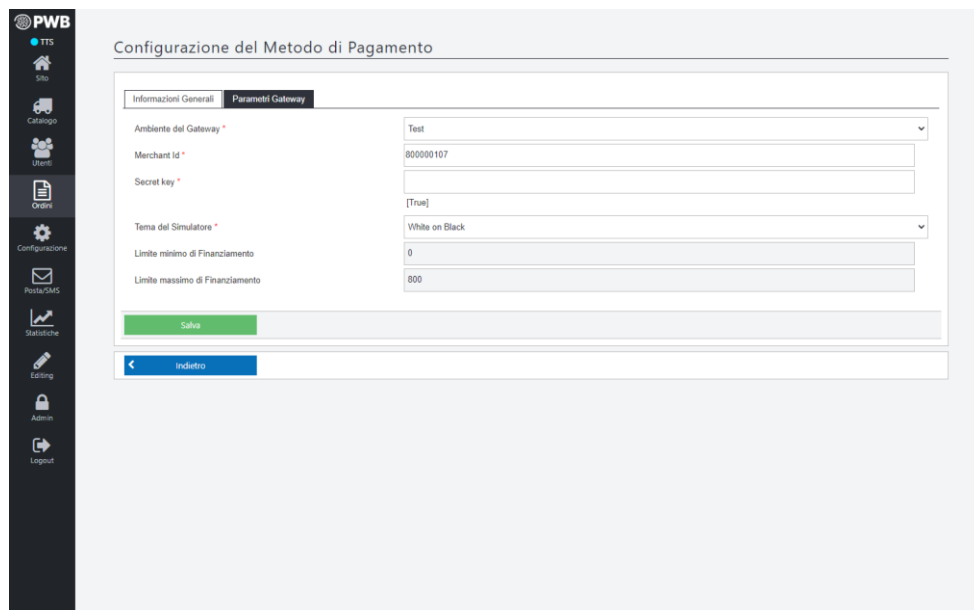 PWB
TTS
Sito
Catalogo
Utenti
Ordini
Configurazione
Posta/SMS
Statistiche
Editing
Admin
Logout
Configurazione del Metodo di Pagamento
Informazioni Generali Parametri Gateway
Ambiente del Gateway * Test
Merchant Id * 800000107
Secret key *
[True]
Tema del Simulatore * White on Black
Limite minimo di Finanziamento 0
Limite massimo di Finanziamento 800
Salva
Indietro